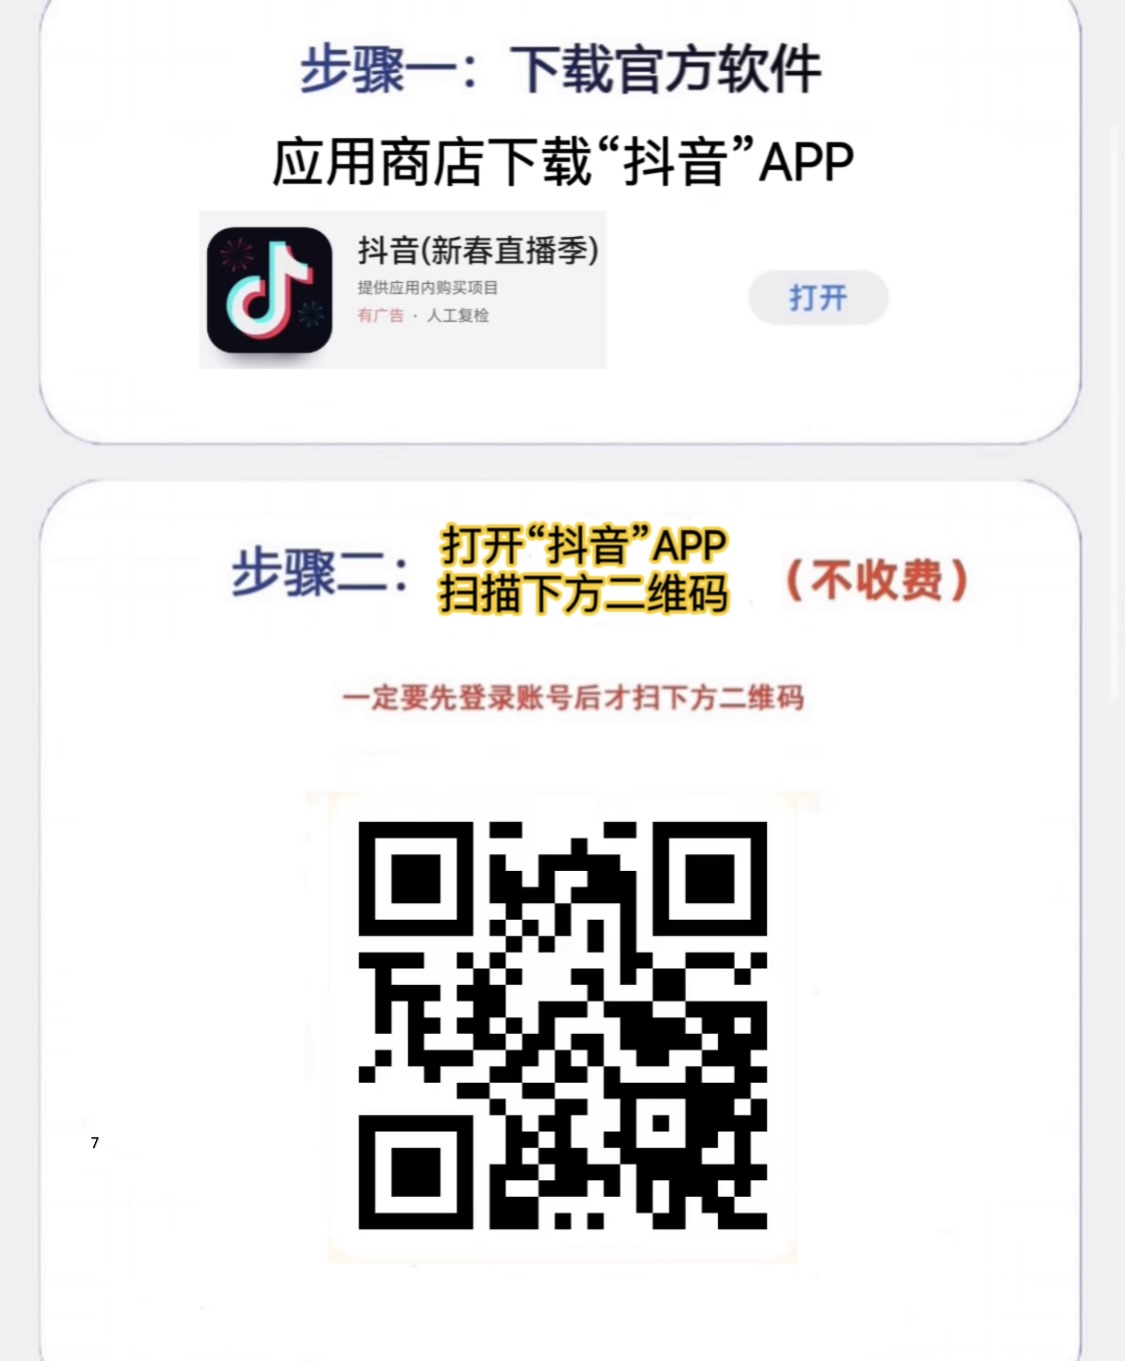 步骤一：下载官方软件
应用商店下载“抖音”APP
抖音(新春直播季)
提供应用内购买项目
有广告 · 人工复检
打开
步骤二：
打开“抖音”APP
扫描下方二维码
（不收费）
一定要先登录账号后才扫下方二维码
7